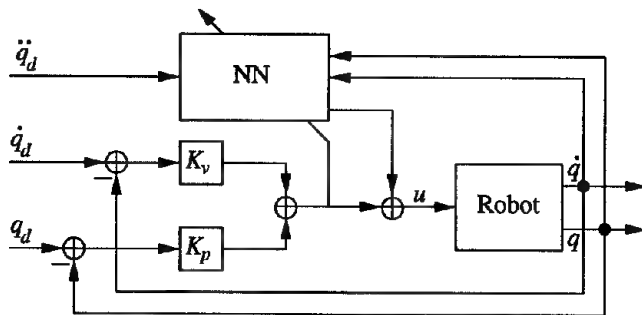 q̈_d
NN
q̇_d
K_v
q̇
u
Robot
q_d
K_p
q